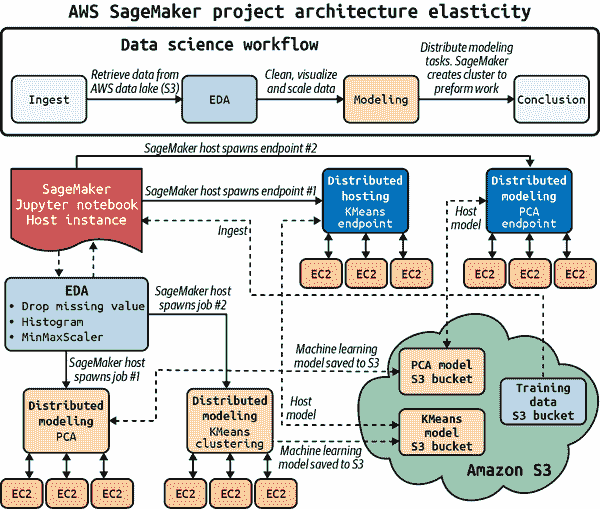 AWS SageMaker project architecture elasticity
Data science workflow
Ingest
Retrieve data from
AWS data lake (S3)
EDA
Clean, visualize
and scale data
Modeling
Distribute modeling
tasks. SageMaker
creates cluster to
preform work
Conclusion
SageMaker host spawns endpoint #2
SageMaker
Jupyter notebook
Host instance
SageMaker host spawns endpoint #1
Ingest
Distributed
hosting
KMeans
endpoint
EC2
EC2
EC2
Host
model
Distributed
modeling
PCA
endpoint
EC2
EC2
EC2
EDA
• Drop missing value
• Histogram
• MinMaxScaler
SageMaker host
spawns job #2
SageMaker host
spawns job #1
Distributed
modeling
PCA
EC2
EC2
EC2
Distributed
modeling
KMeans
clustering
EC2
EC2
EC2
Machine learning
model saved to S3
Host
model
Machine learning
model saved to S3
PCA model
S3 bucket
KMeans
model
S3 bucket
Training
data
S3 bucket
Amazon S3